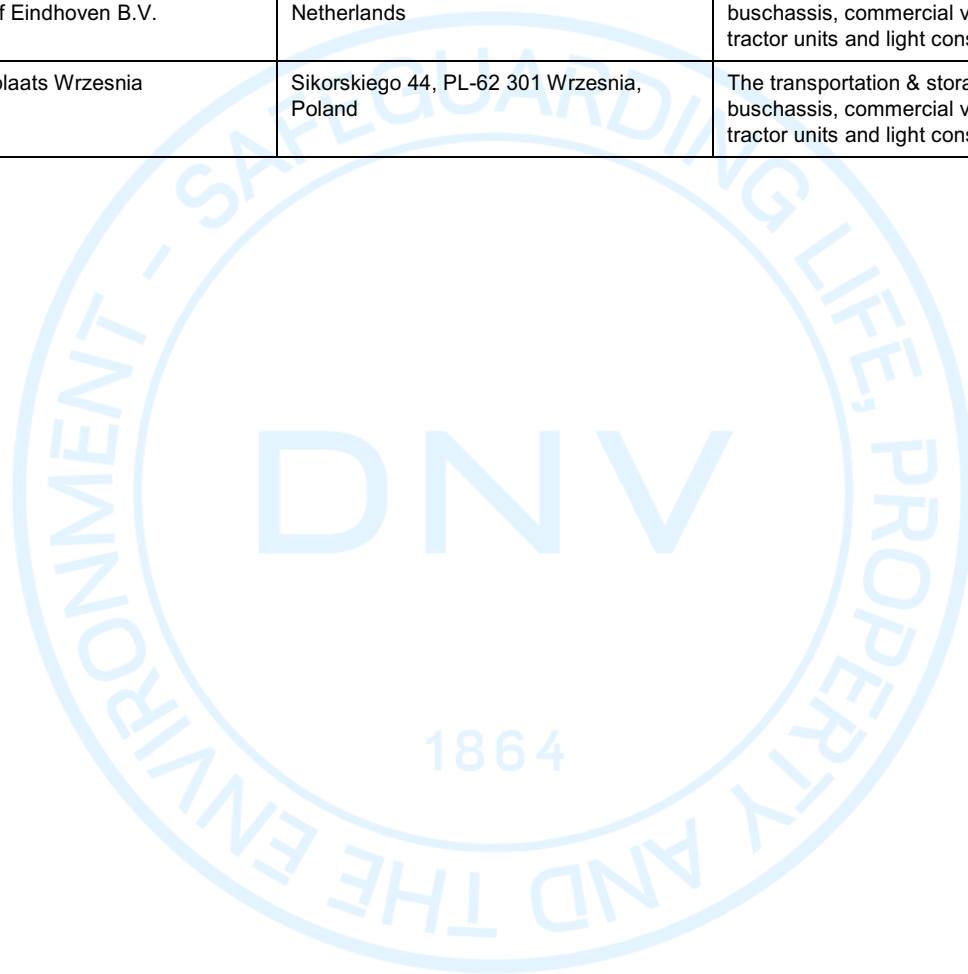 f Eindhoven B.V.
Netherlands
buschassis, commercial v
tractor units and light cons
laats Wrzesnia
Sikorskiego 44, PL-62 301 Wrzesnia,
Poland
The transportation & stora
buschassis, commercial v
tractor units and light cons
SAFEGUARDING LIFE, PROPERTY AND THE ENVIRONMENT -
DNV
1864